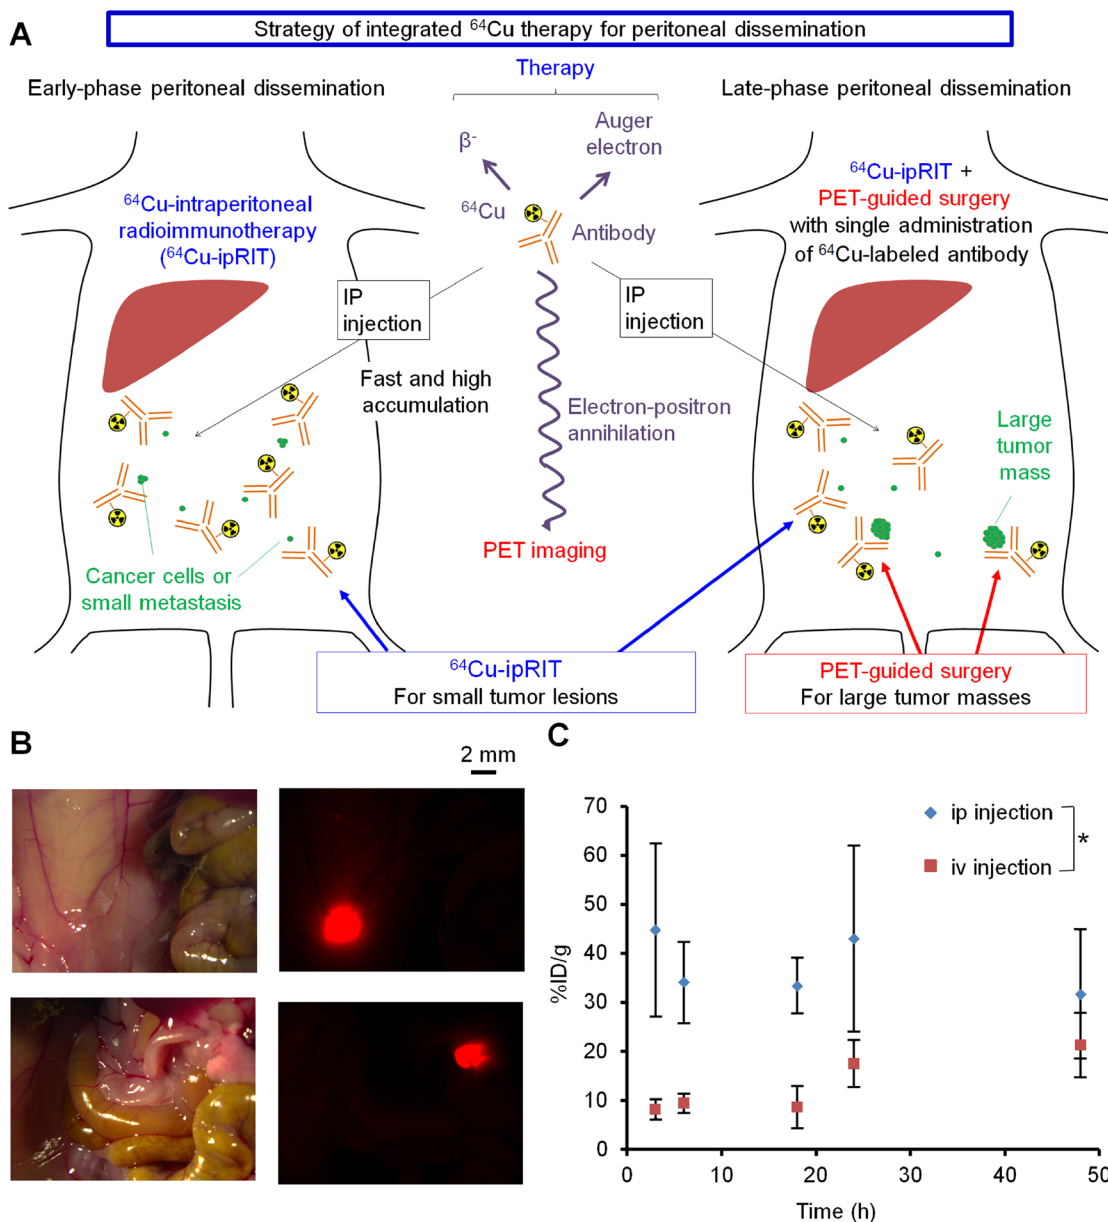 A
Strategy of integrated ⁶⁴Cu therapy for peritoneal dissemination
Early-phase peritoneal dissemination
Therapy
Late-phase peritoneal dissemination
β⁻
Auger
electron
⁶⁴Cu
Antibody
⁶⁴Cu-intraperitoneal
radioimmunotherapy
(⁶⁴Cu-ipRIT)
⁶⁴Cu-ipRIT +
PET-guided surgery
with single administration
of ⁶⁴Cu-labeled antibody
IP
injection
IP
injection
Fast and high
accumulation
Electron-positron
annihilation
Large
tumor
mass
PET imaging
Cancer cells or
small metastasis
⁶⁴Cu-ipRIT
For small tumor lesions
PET-guided surgery
For large tumor masses
B
2 mm
C
ip injection
iv injection
*
%ID/g
70
60
50
40
30
20
10
0
0 10 20 30 40 50
Time (h)